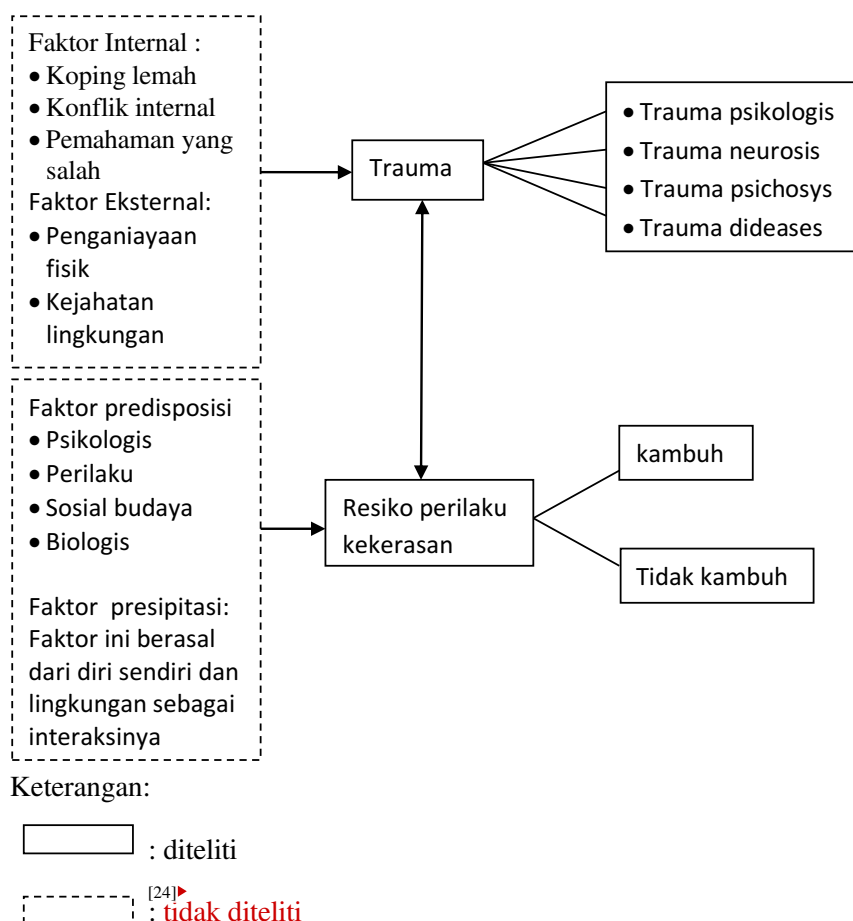 Faktor Internal :
• Koping lemah
• Konflik internal
• Pemahaman yang
salah
Faktor Eksternal:
• Penganiayaan
fisik
• Kejahatan
lingkungan
Trauma
• Trauma psikologis
• Trauma neurosis
• Trauma psichosys
• Trauma dideases
Faktor predisposisi
• Psikologis
• Perilaku
• Sosial budaya
• Biologis
Faktor presipitasi:
Faktor ini berasal
dari diri sendiri dan
lingkungan sebagai
interaksinya
Resiko perilaku
kekerasan
kambuh
Tidak kambuh
Keterangan:
: diteliti
[24]
: tidak diteliti